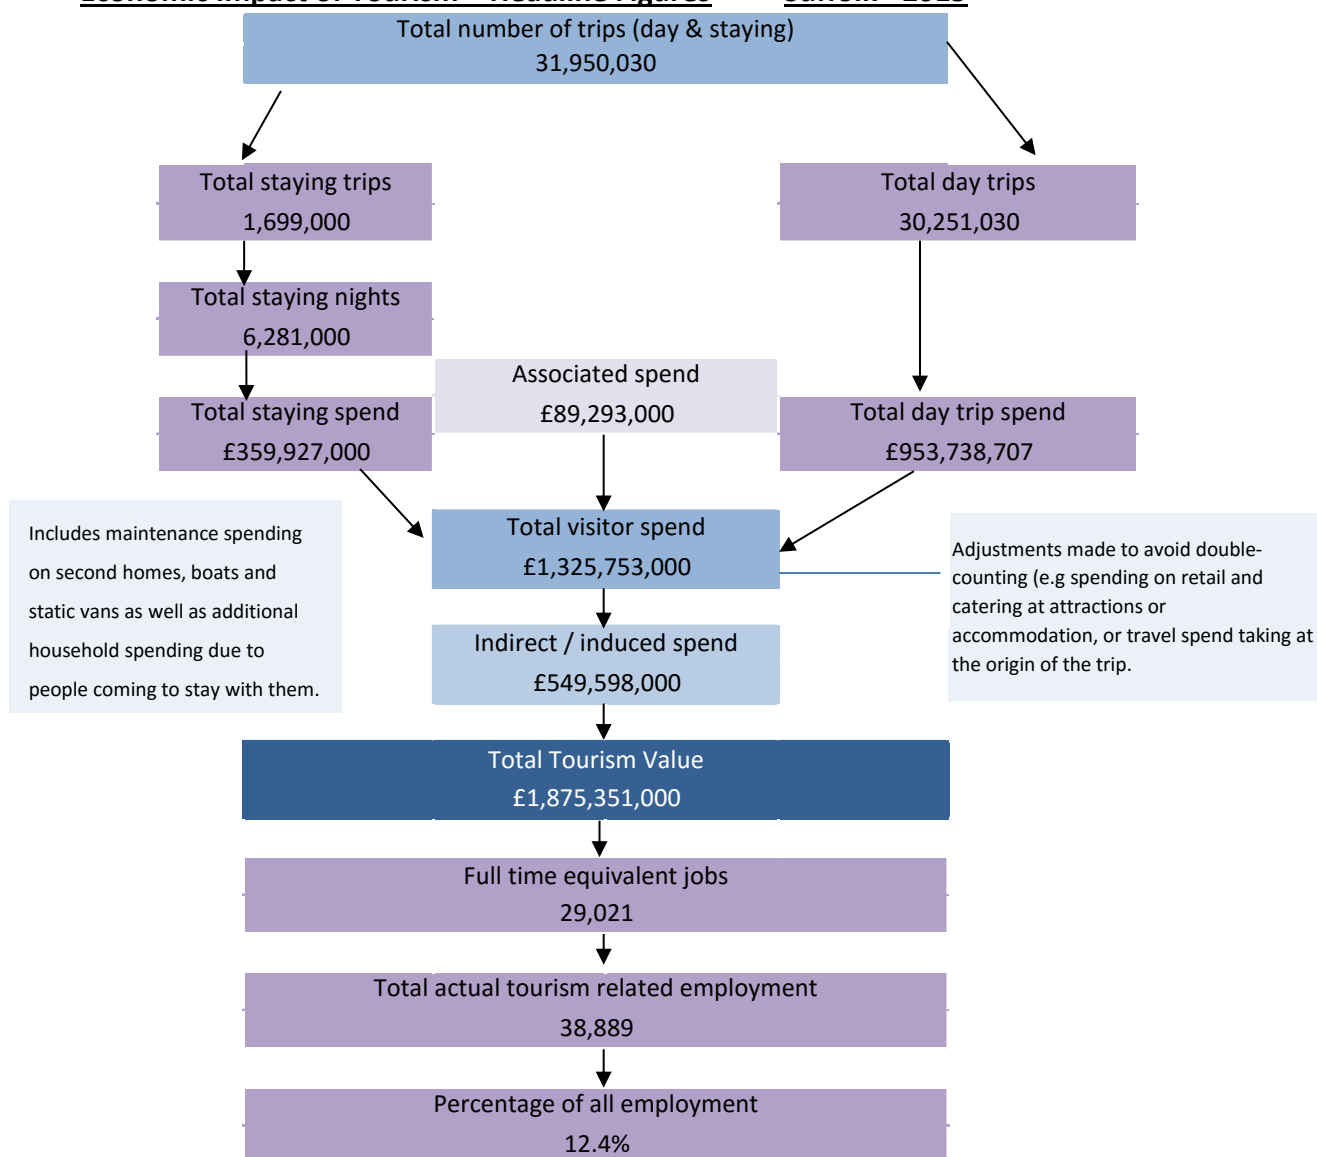 Total number of trips (day & staying)
31,950,030
Total staying trips
1,699,000
Total day trips
30,251,030
Total staying nights
6,281,000
Associated spend
£89,293,000
Total staying spend
£359,927,000
Total day trip spend
£953,738,707
Includes maintenance spending
on second homes, boats and
static vans as well as additional
household spending due to
people coming to stay with them.
Total visitor spend
£1,325,753,000
Adjustments made to avoid double-
counting (e.g spending on retail and
catering at attractions or
accommodation, or travel spend taking at
the origin of the trip.
Indirect / induced spend
£549,598,000
Total Tourism Value
£1,875,351,000
Full time equivalent jobs
29,021
Total actual tourism related employment
38,889
Percentage of all employment
12.4%